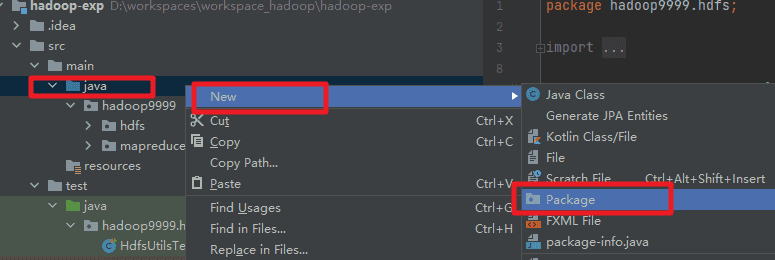 hadoop-exp D:\workspaces\workspace_hadoop\hadoop-exp
.idea
src
main
java
hadoop9999
hdfs
mapreduce
resources
test
java
hadoop9999.h
HdfsUtilsTe
New
Cut Ctrl+X
Copy Ctrl+C
Copy Path...
Paste Ctrl+V
Find Usages Ctrl+G
Find in Files...
Replace in Files...
1 package hadoop9999.hdfs;
2
3 import ...
8
Java Class
Generate JPA Entities
Kotlin Class/File
File
Scratch File Ctrl+Alt+Shift+Insert
Package
FXML File
package-info.java